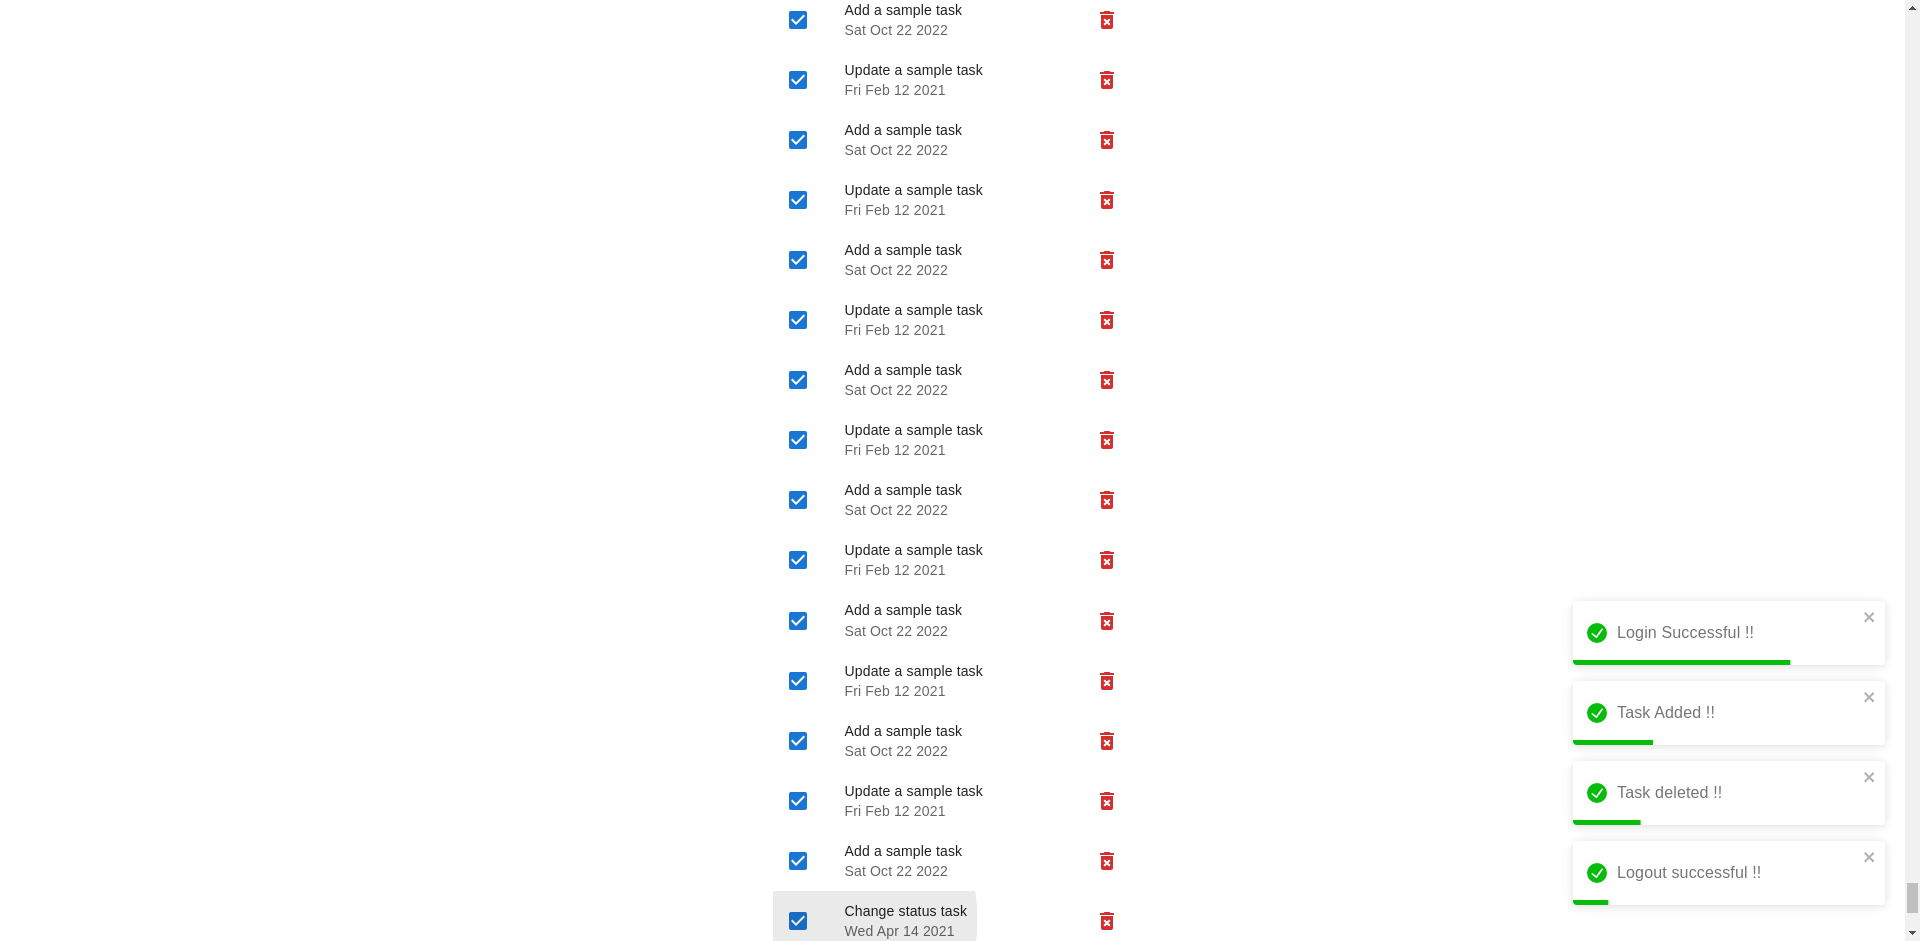 Add a sample task
Sat Oct 22 2022
Update a sample task
Fri Feb 12 2021
Add a sample task
Sat Oct 22 2022
Update a sample task
Fri Feb 12 2021
Add a sample task
Sat Oct 22 2022
Update a sample task
Fri Feb 12 2021
Add a sample task
Sat Oct 22 2022
Update a sample task
Fri Feb 12 2021
Add a sample task
Sat Oct 22 2022
Update a sample task
Fri Feb 12 2021
Add a sample task
Sat Oct 22 2022
Update a sample task
Fri Feb 12 2021
Add a sample task
Sat Oct 22 2022
Update a sample task
Fri Feb 12 2021
Add a sample task
Sat Oct 22 2022
Change status task
Wed Apr 14 2021
Login Successful !!
Task Added !!
Task deleted !!
Logout successful !!